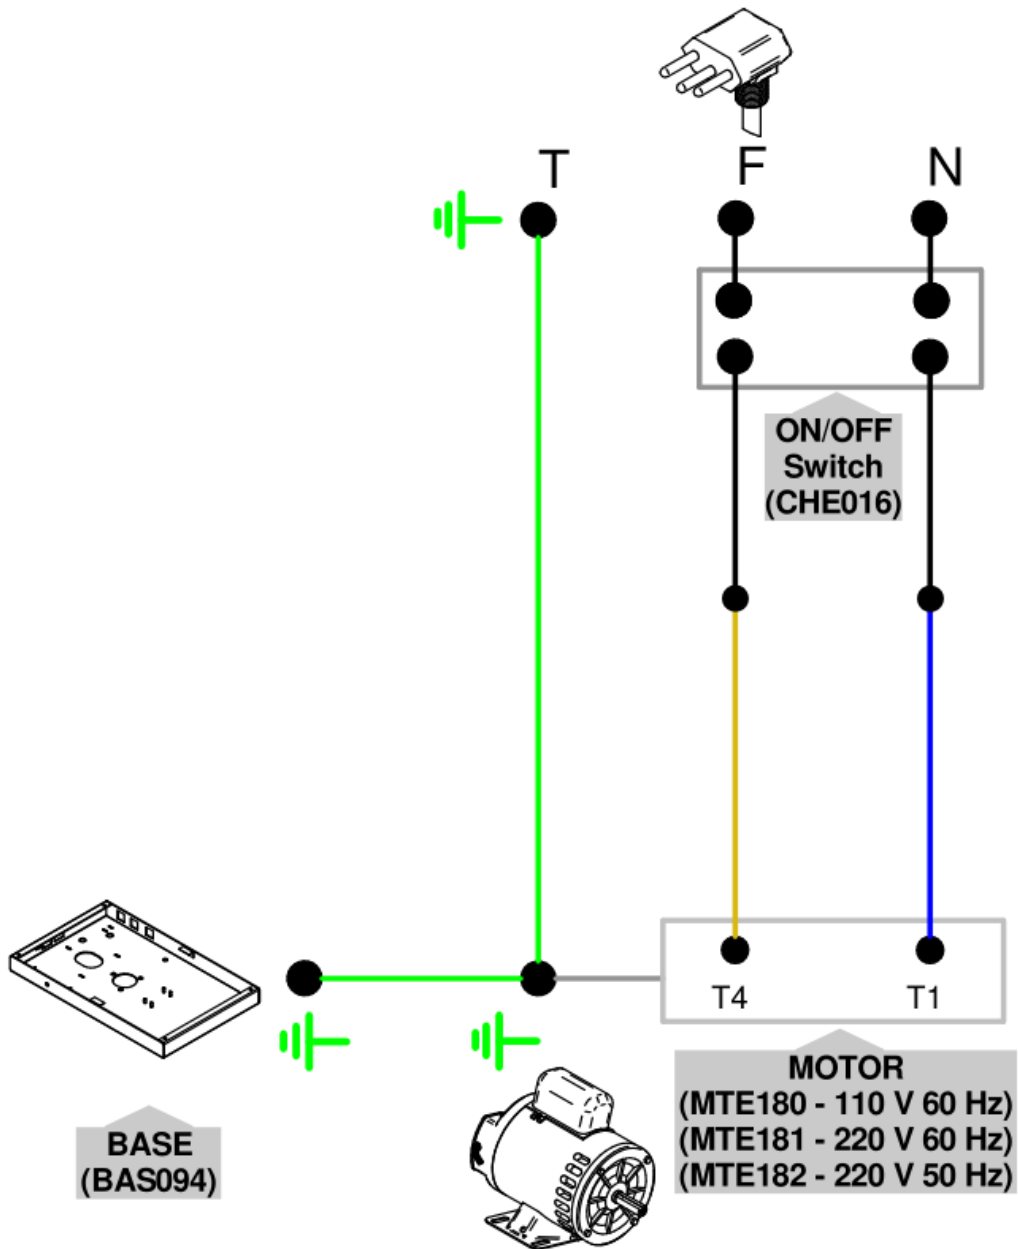 T
F
N
ON/OFF
Switch
(CHE016)
T4
T1
MOTOR
(MTE180 - 110 V 60 Hz)
(MTE181 - 220 V 60 Hz)
(MTE182 - 220 V 50 Hz)
BASE
(BAS094)